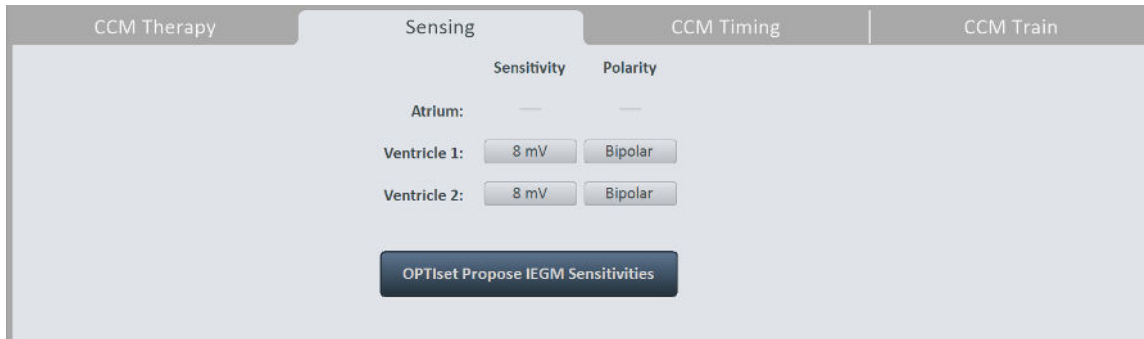 CCM Therapy Sensing CCM Timing CCM Train
Sensitivity Polarity
Atrium: — —
Ventricle 1: 8 mV Bipolar
Ventricle 2: 8 mV Bipolar
OPTIset Propose IEGM Sensitivities